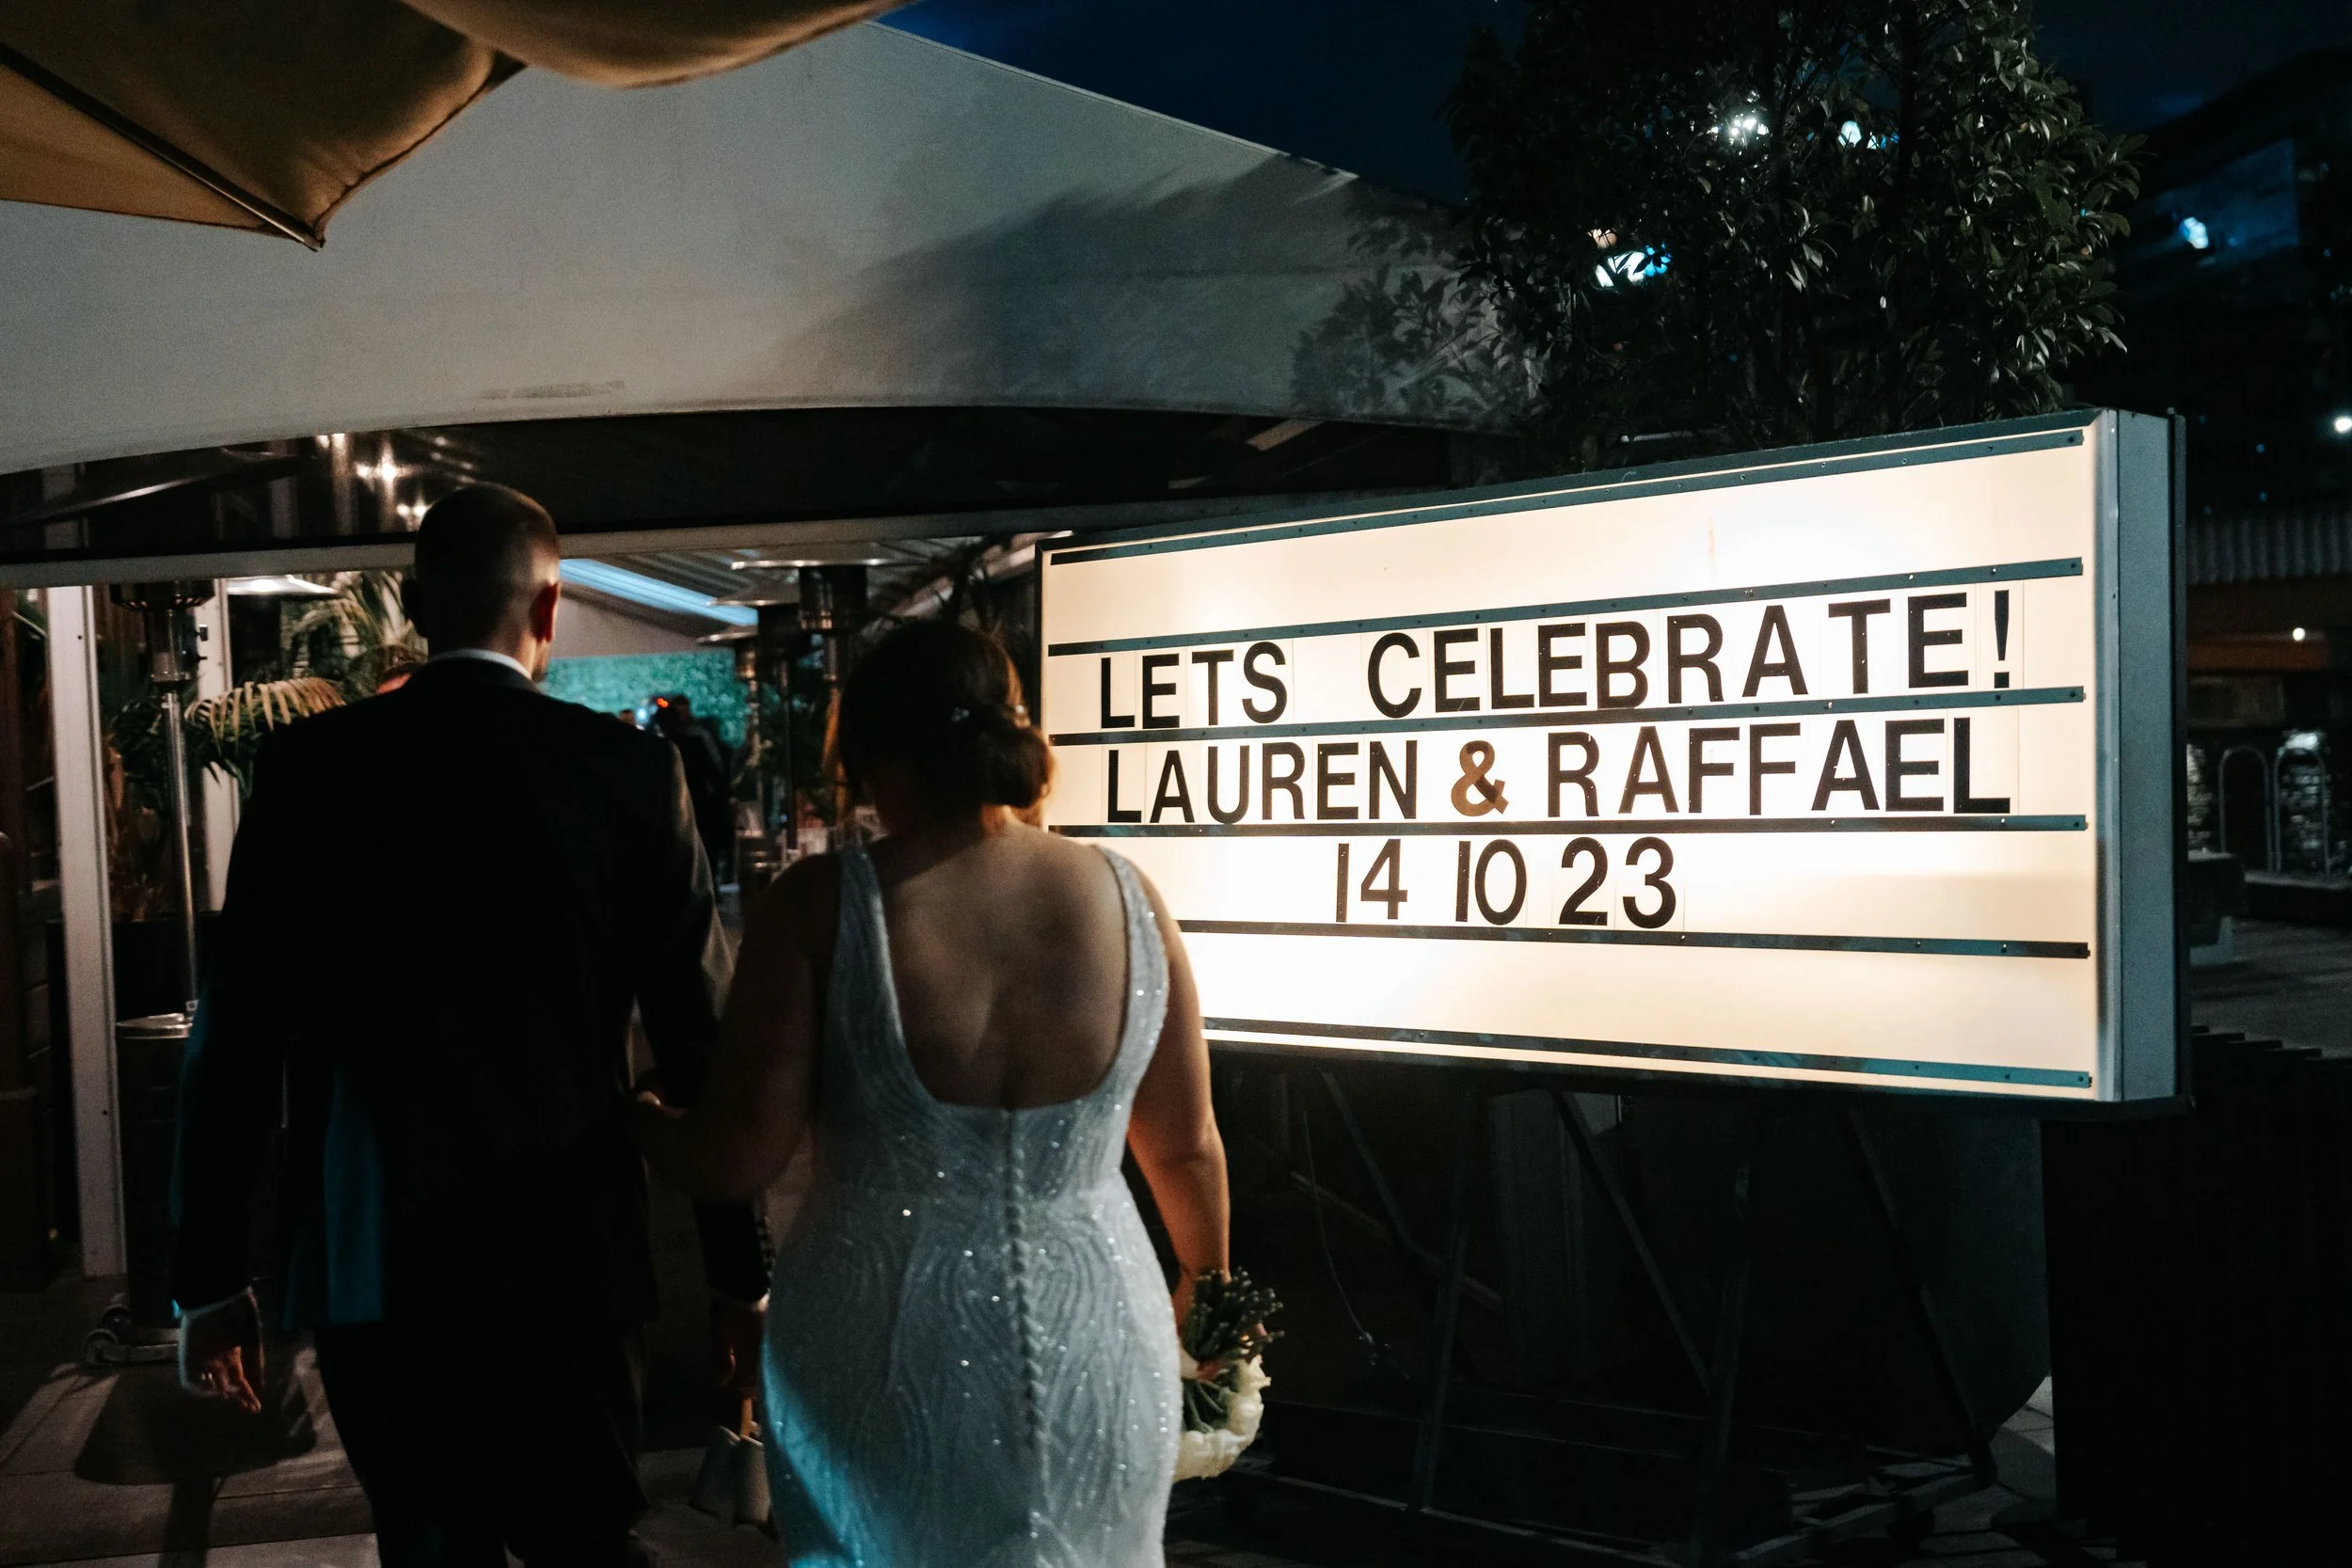 LETS CELEBRATE!
LAUREN & RAFFAEL
14 10 23